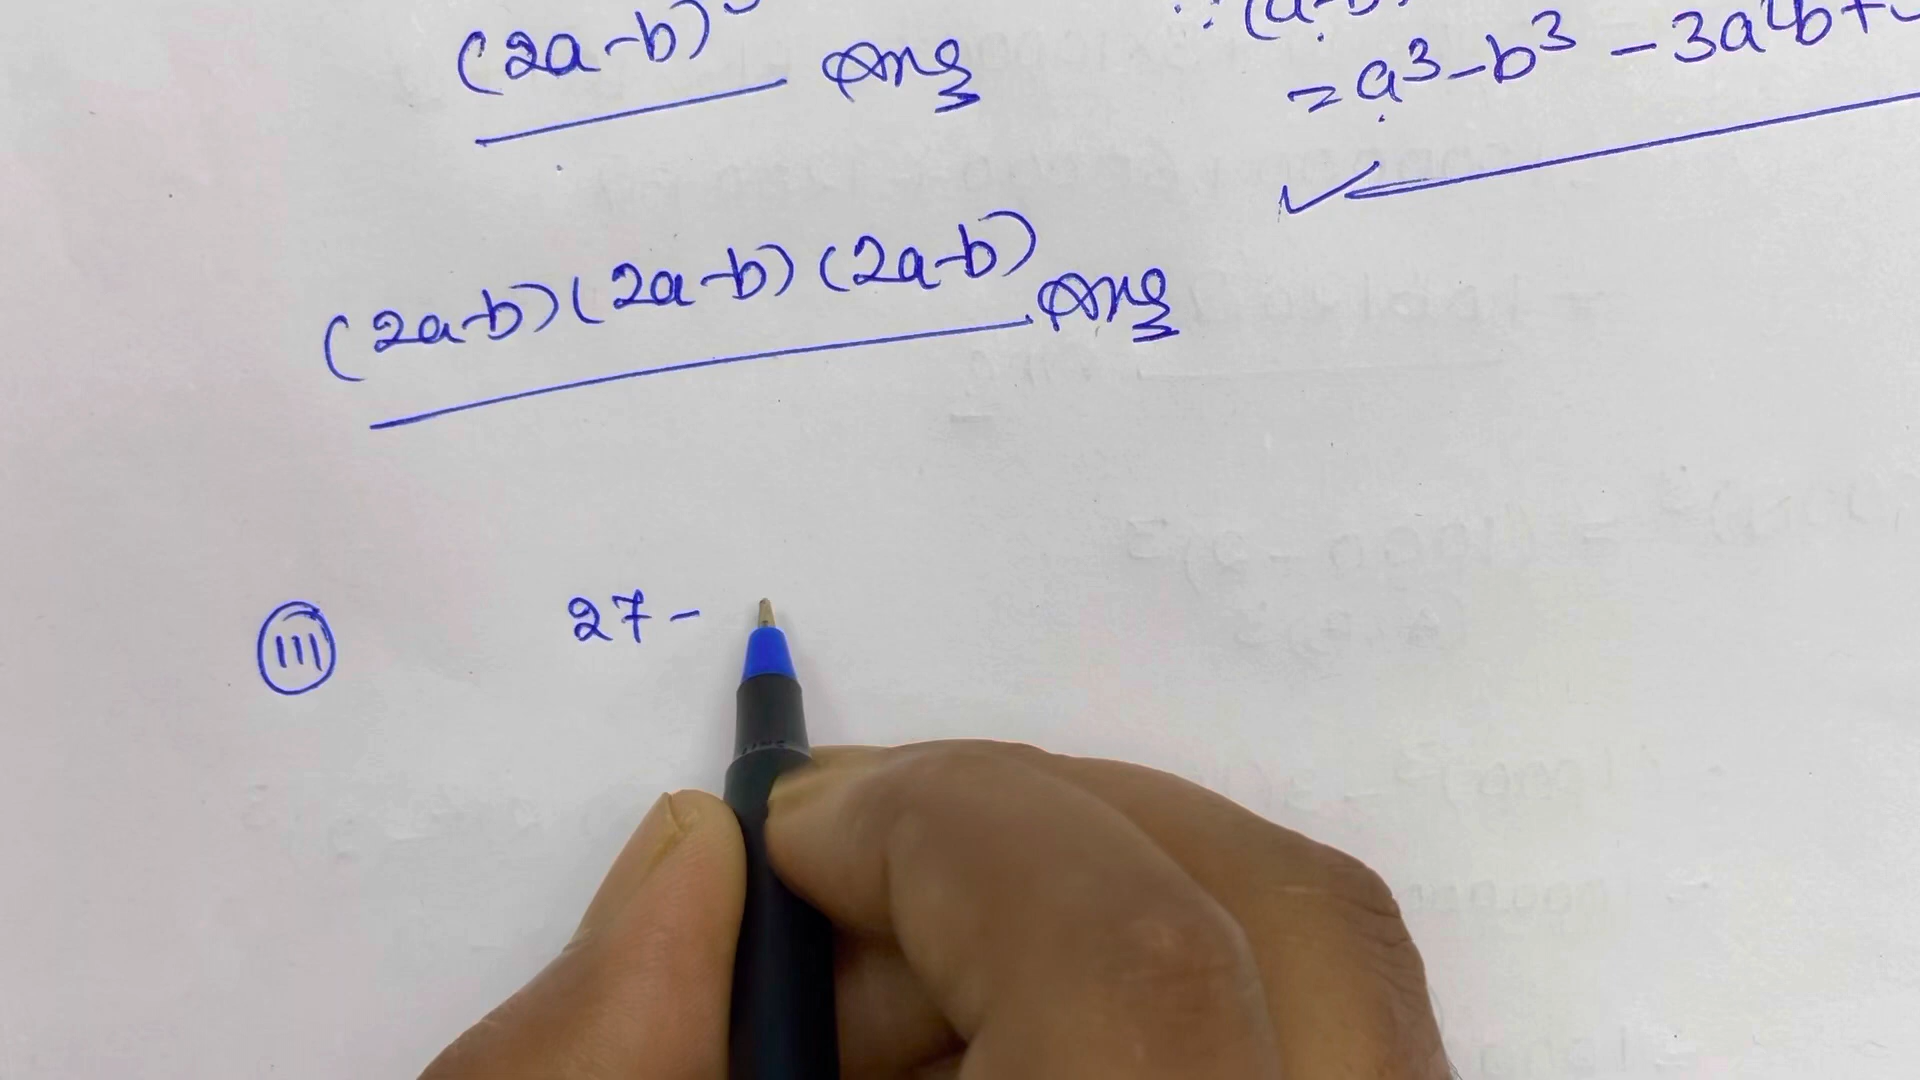 (2a-b)³ Ans
∵ (a-b)
= a³-b³ - 3a²b+
(2a-b)(2a-b)(2a-b) Ans
(iii) 27 -